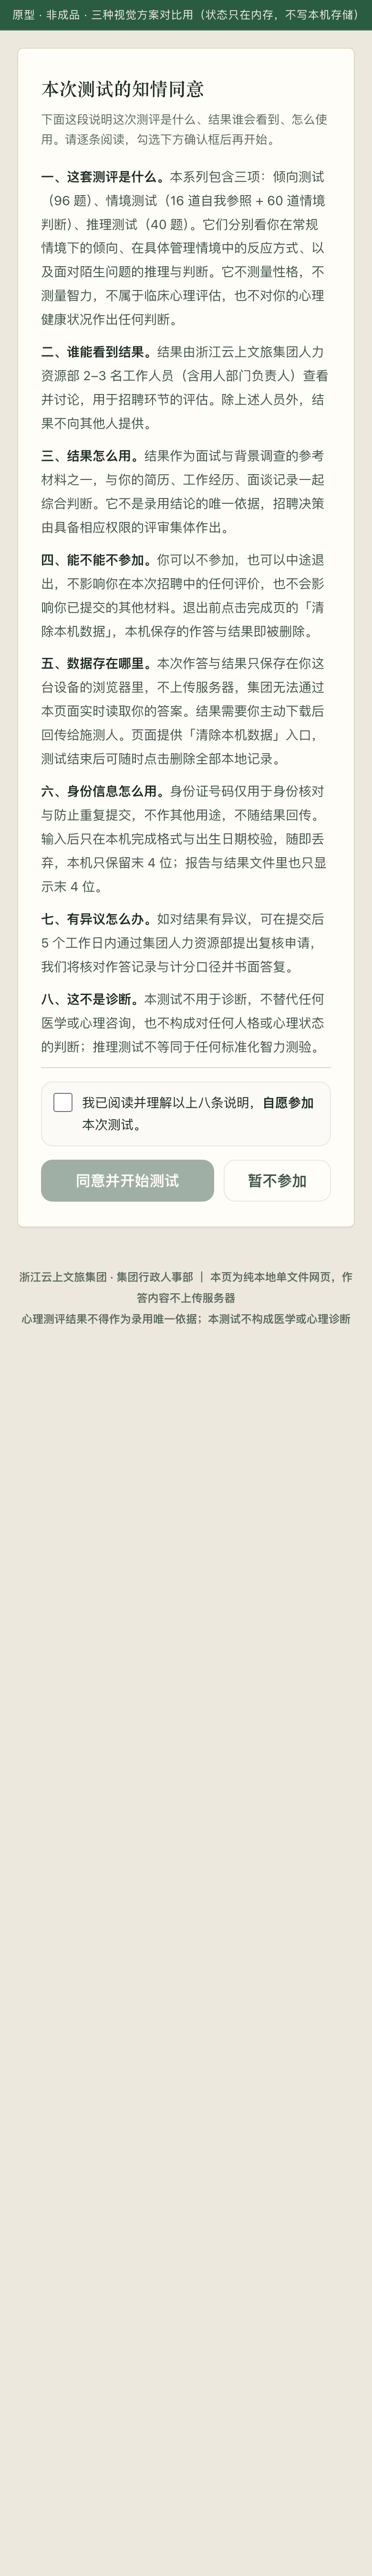 原型 · 非成品 · 三种视觉方案对比用（状态只在内存，不写本机存储）
本次测试的知情同意
下面这段说明这次测评是什么、结果谁会看到、怎么使
用。请逐条阅读，勾选下方确认框后再开始。
一、这套测评是什么。本系列包含三项：倾向测试
（96 题）、情境测试（16 道自我参照 + 60 道情境
判断）、推理测试（40 题）。它们分别看你在常规
情境下的倾向、在具体管理情境中的反应方式、以
及面对陌生问题的推理与判断。它不测量性格，不
测量智力，不属于临床心理评估，也不对你的心理
健康状况作出任何判断。
二、谁能看到结果。结果由浙江云上文旅集团人力
资源部 2–3 名工作人员（含用人部门负责人）查看
并讨论，用于招聘环节的评估。除上述人员外，结
果不向其他人提供。
三、结果怎么用。结果作为面试与背景调查的参考
材料之一，与你的简历、工作经历、面谈记录一起
综合判断。它不是录用结论的唯一依据，招聘决策
由具备相应权限的评审集体作出。
四、能不能不参加。你可以不参加，也可以中途退
出，不影响你在本次招聘中的任何评价，也不会影
响你已提交的其他材料。退出前点击完成页的「清
除本机数据」，本机保存的作答与结果即被删除。
五、数据存在哪里。本次作答与结果只保存在你这
台设备的浏览器里，不上传服务器，集团无法通过
本页面实时读取你的答案。结果需要你主动下载后
回传给施测人。页面提供「清除本机数据」入口，
测试结束后可随时点击删除全部本地记录。
六、身份信息怎么用。身份证号码仅用于身份核对
与防止重复提交，不作其他用途，不随结果回传。
输入后只在本机完成格式与出生日期校验，随即丢
弃，本机只保留末 4 位；报告与结果文件里也只显
示末 4 位。
七、有异议怎么办。如对结果有异议，可在提交后
5 个工作日内通过集团人力资源部提出复核申请，
我们将核对作答记录与计分口径并书面答复。
八、这不是诊断。本测试不用于诊断，不替代任何
医学或心理咨询，也不构成对任何人格或心理状态
的判断；推理测试不等同于任何标准化智力测验。
我已阅读并理解以上八条说明，自愿参加
本次测试。
同意并开始测试
暂不参加
浙江云上文旅集团 · 集团行政人事部 ｜ 本页为纯本地单文件网页，作
答内容不上传服务器
心理测评结果不得作为录用唯一依据；本测试不构成医学或心理诊断